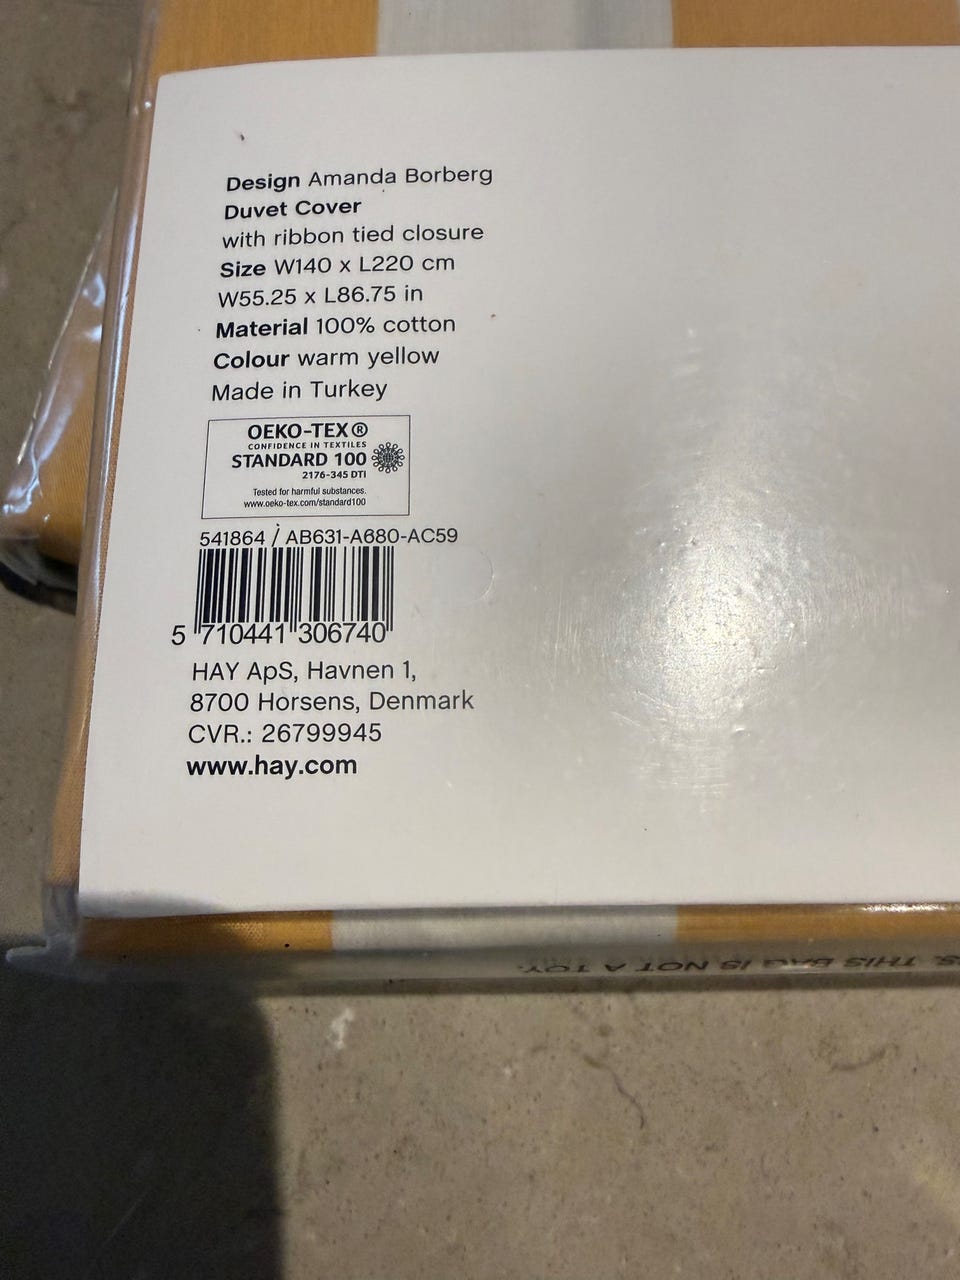 Design Amanda Borberg
Duvet Cover
with ribbon tied closure
Size W140 x L220 cm
W55.25 x L86.75 in
Material 100% cotton
Colour warm yellow
Made in Turkey
OEKO-TEX®
CONFIDENCE IN TEXTILES
STANDARD 100
2176-345 DTI
Tested for harmful substances.
www.oeko-tex.com/standard100
541864 / AB631-A680-AC59
5 710441 306740
HAY ApS, Havnen 1,
8700 Horsens, Denmark
CVR.: 26799945
www.hay.com
S. THIS BAG IS NOT A TOY.